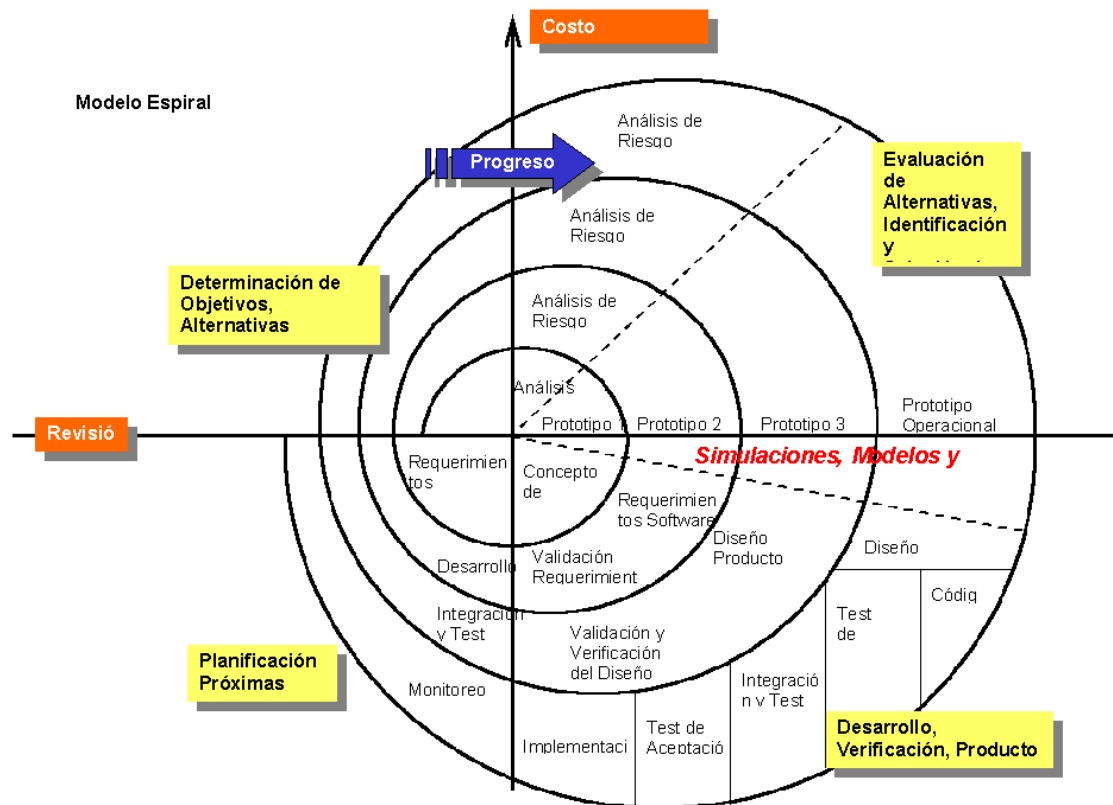 Costo
Modelo Espiral
Análisis de
Riesgo
Progreso
Evaluación
de
Alternativas,
Identificación
y
Análisis de
Riesgo
Determinación de
Objetivos,
Alternativas
Análisis de
Riesgo
Análisis
Prototipo 1
Prototipo 2
Prototipo 3
Prototipo
Operacional
Revisió
Simulaciones, Modelos y
Requerimien
tos
Concepto
de
Requerimien
tos Software
Diseño
Producto
Diseño
Desarrollo
Validación
Requerimient
Códig
Test
de
Integración
y Test
Validación y
Verificación
del Diseño
Planificación
Próximas
Monitoreo
Integració
n y Test
Implementaci
Test de
Aceptació
Desarrollo,
Verificación, Producto